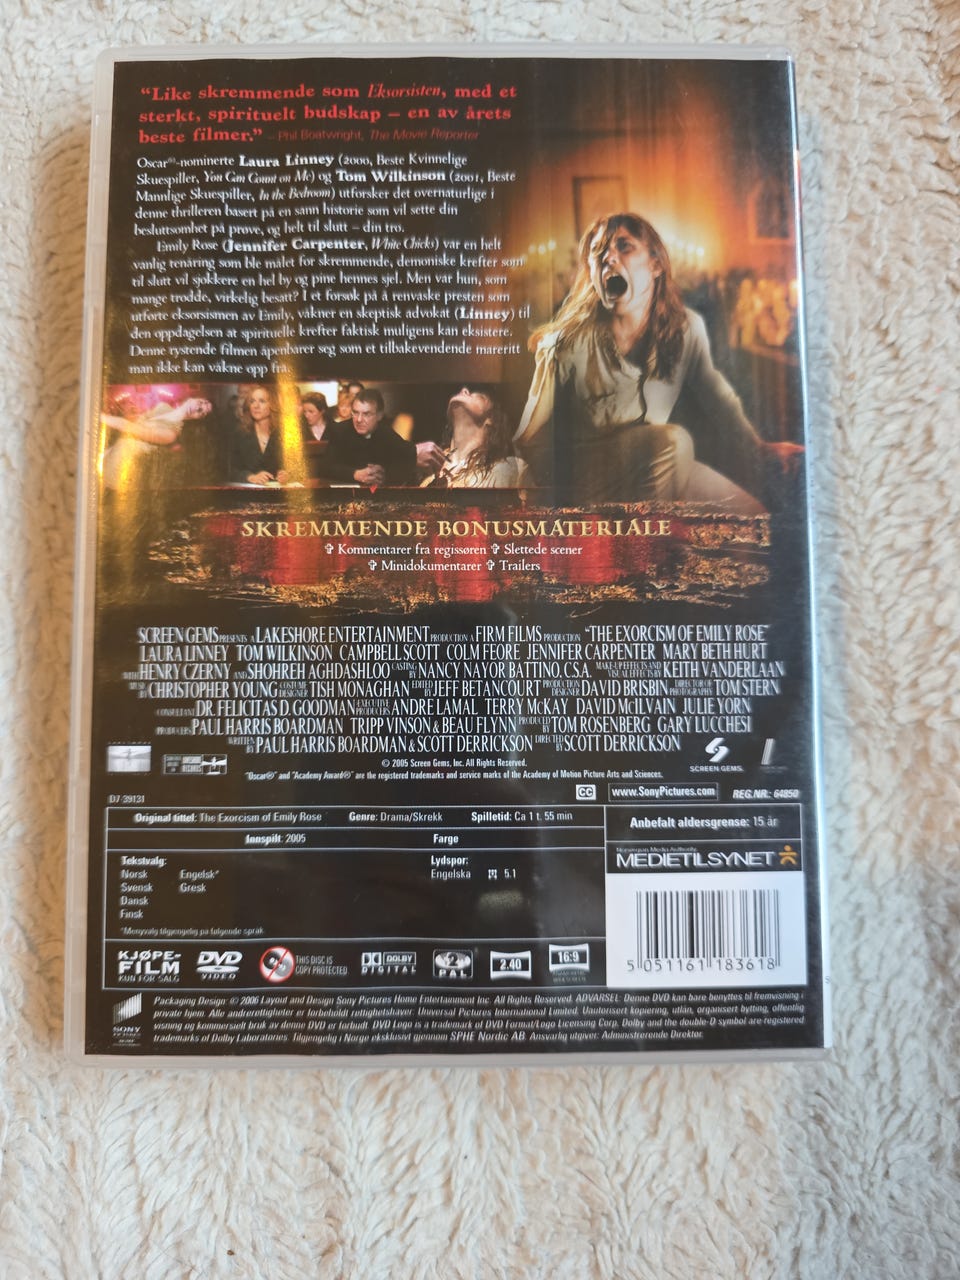 “Like skremmende som Eksorsisten, med et
sterkt, spirituelt budskap – en av årets
beste filmer.” – Phil Boatwright, The Movie Reporter
Oscar®-nominerte Laura Linney (2000, Beste Kvinnelige
Skuespiller, You Can Count on Me) og Tom Wilkinson (2001, Beste
Mannlige Skuespiller, In the Bedroom) utforsker det overnaturlige i
denne thrilleren basert på en sann historie som vil sette din
besluttsomhet på prøve, og helt til slutt – din tro.
Emily Rose (Jennifer Carpenter, White Chicks) var en helt
vanlig tenåring som ble målet for skremmende, demoniske krefter som
til slutt vil sjokkere en hel by og pine hennes sjel. Men var hun, som
mange trodde, virkelig besatt? I et forsøk på å renvaske presten som
utførte eksorsismen av Emily, våkner en skeptisk advokat (Linney) til
den oppdagelsen at spirituelle krefter faktisk muligens kan eksistere.
Denne rystende filmen åpenbarer seg som et tilbakevendende mareritt
man ikke kan våkne opp fra.
SKREMMENDE BONUSMATERIALE
✞ Kommentarer fra regissøren ✞ Slettede scener
✞ Minidokumentarer ✞ Trailers
SCREEN GEMS PRESENTS A LAKESHORE ENTERTAINMENT PRODUCTION A FIRM FILMS PRODUCTION "THE EXORCISM OF EMILY ROSE"
LAURA LINNEY TOM WILKINSON CAMPBELL SCOTT COLM FEORE JENNIFER CARPENTER MARY BETH HURT
WITH HENRY CZERNY AND SHOHREH AGHDASHLOO CASTING BY NANCY NAYOR BATTINO, C.S.A. MAKE-UP EFFECTS AND VISUAL EFFECTS BY KEITH VANDERLAAN
MUSIC BY CHRISTOPHER YOUNG COSTUME DESIGNER TISH MONAGHAN EDITED BY JEFF BETANCOURT PRODUCTION DESIGNER DAVID BRISBIN DIRECTOR OF PHOTOGRAPHY TOM STERN
CONSULTANT DR. FELICITAS D. GOODMAN EXECUTIVE PRODUCERS ANDRE LAMAL TERRY McKAY DAVID McILVAIN JULIE YORN
PRODUCERS PAUL HARRIS BOARDMAN TRIPP VINSON & BEAU FLYNN PRODUCED BY TOM ROSENBERG GARY LUCCHESI
WRITTEN BY PAUL HARRIS BOARDMAN & SCOTT DERRICKSON DIRECTED BY SCOTT DERRICKSON
© 2005 Screen Gems, Inc. All Rights Reserved.
"Oscar®" and "Academy Award®" are the registered trademarks and service marks of the Academy of Motion Picture Arts and Sciences.
SCREEN GEMS
D7-39131
CC www.SonyPictures.com REG.NR.: 64850
Original tittel: The Exorcism of Emily Rose Genre: Drama/Skrekk Spilletid: Ca 1 t. 55 min
Innspilt: 2005 Farge
Anbefalt aldersgrense: 15 år
Norwegian Media Authority
MEDIETILSYNET
Tekstvalg: Lydspor:
Norsk Engelsk* Engelska 5.1
Svensk Gresk
Dansk
Finsk
*Menyvalg tilgjengelig på følgende språk
KJØPE-
FILM
KUN FOR SALG
DVD
VIDEO
THIS DISC IS
COPY PROTECTED
DOLBY
DIGITAL
2
PAL
2.40
16:9
5 051161 183618
SONY
Packaging Design: © 2006 Layout and Design Sony Pictures Home Entertainment Inc. All Rights Reserved. ADVARSEL: Denne DVD kan bare benyttes til fremvisning i
private hjem. Alle andrerettigheter er forbeholdt rettighetshaver: Universal Pictures International Limited. Uautorisert kopiering, utlån, organisert bytting, offentlig
visning og kommersielt bruk av denne DVD er forbudt. DVD Logo is a trademark of DVD Format/Logo Licensing Corp. Dolby and the double-D symbol are registered
trademarks of Dolby Laboratories. Tilgjengelig i Norge eksklusivt gjennom SPHE Nordic AB. Ansvarlig utgiver: Administrerende Direktør.